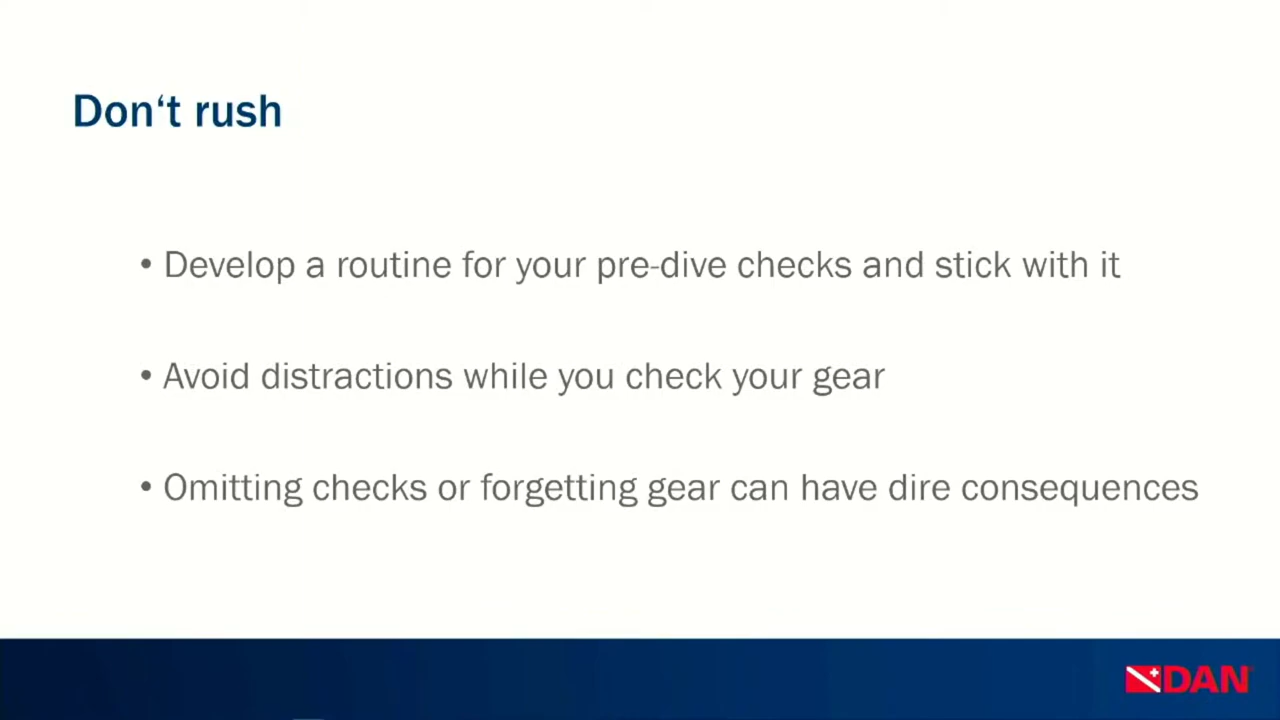 Don‘t rush
• Develop a routine for your pre-dive checks and stick with it
• Avoid distractions while you check your gear
• Omitting checks or forgetting gear can have dire consequences
DAN